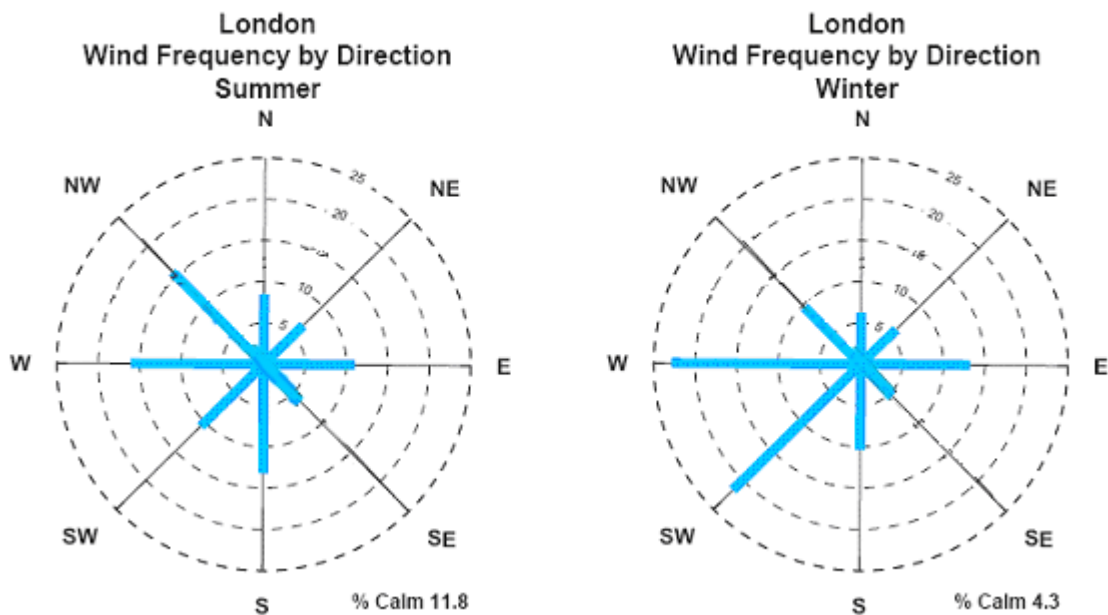 London
Wind Frequency by Direction
Summer
N
NW
NE
25
20
10
5
W
E
SW
SE
S
% Calm 11.8
London
Wind Frequency by Direction
Winter
N
NW
NE
25
20
10
5
W
E
SW
SE
S
% Calm 4.3